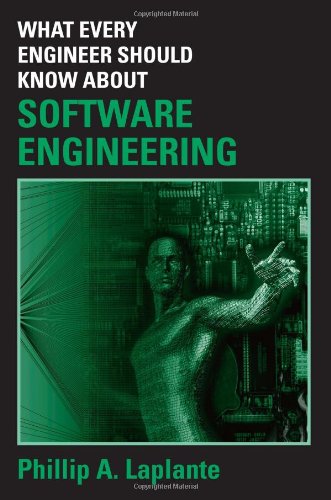 WHAT EVERY
ENGINEER SHOULD
KNOW ABOUT
SOFTWARE
ENGINEERING
Phillip A. Laplante